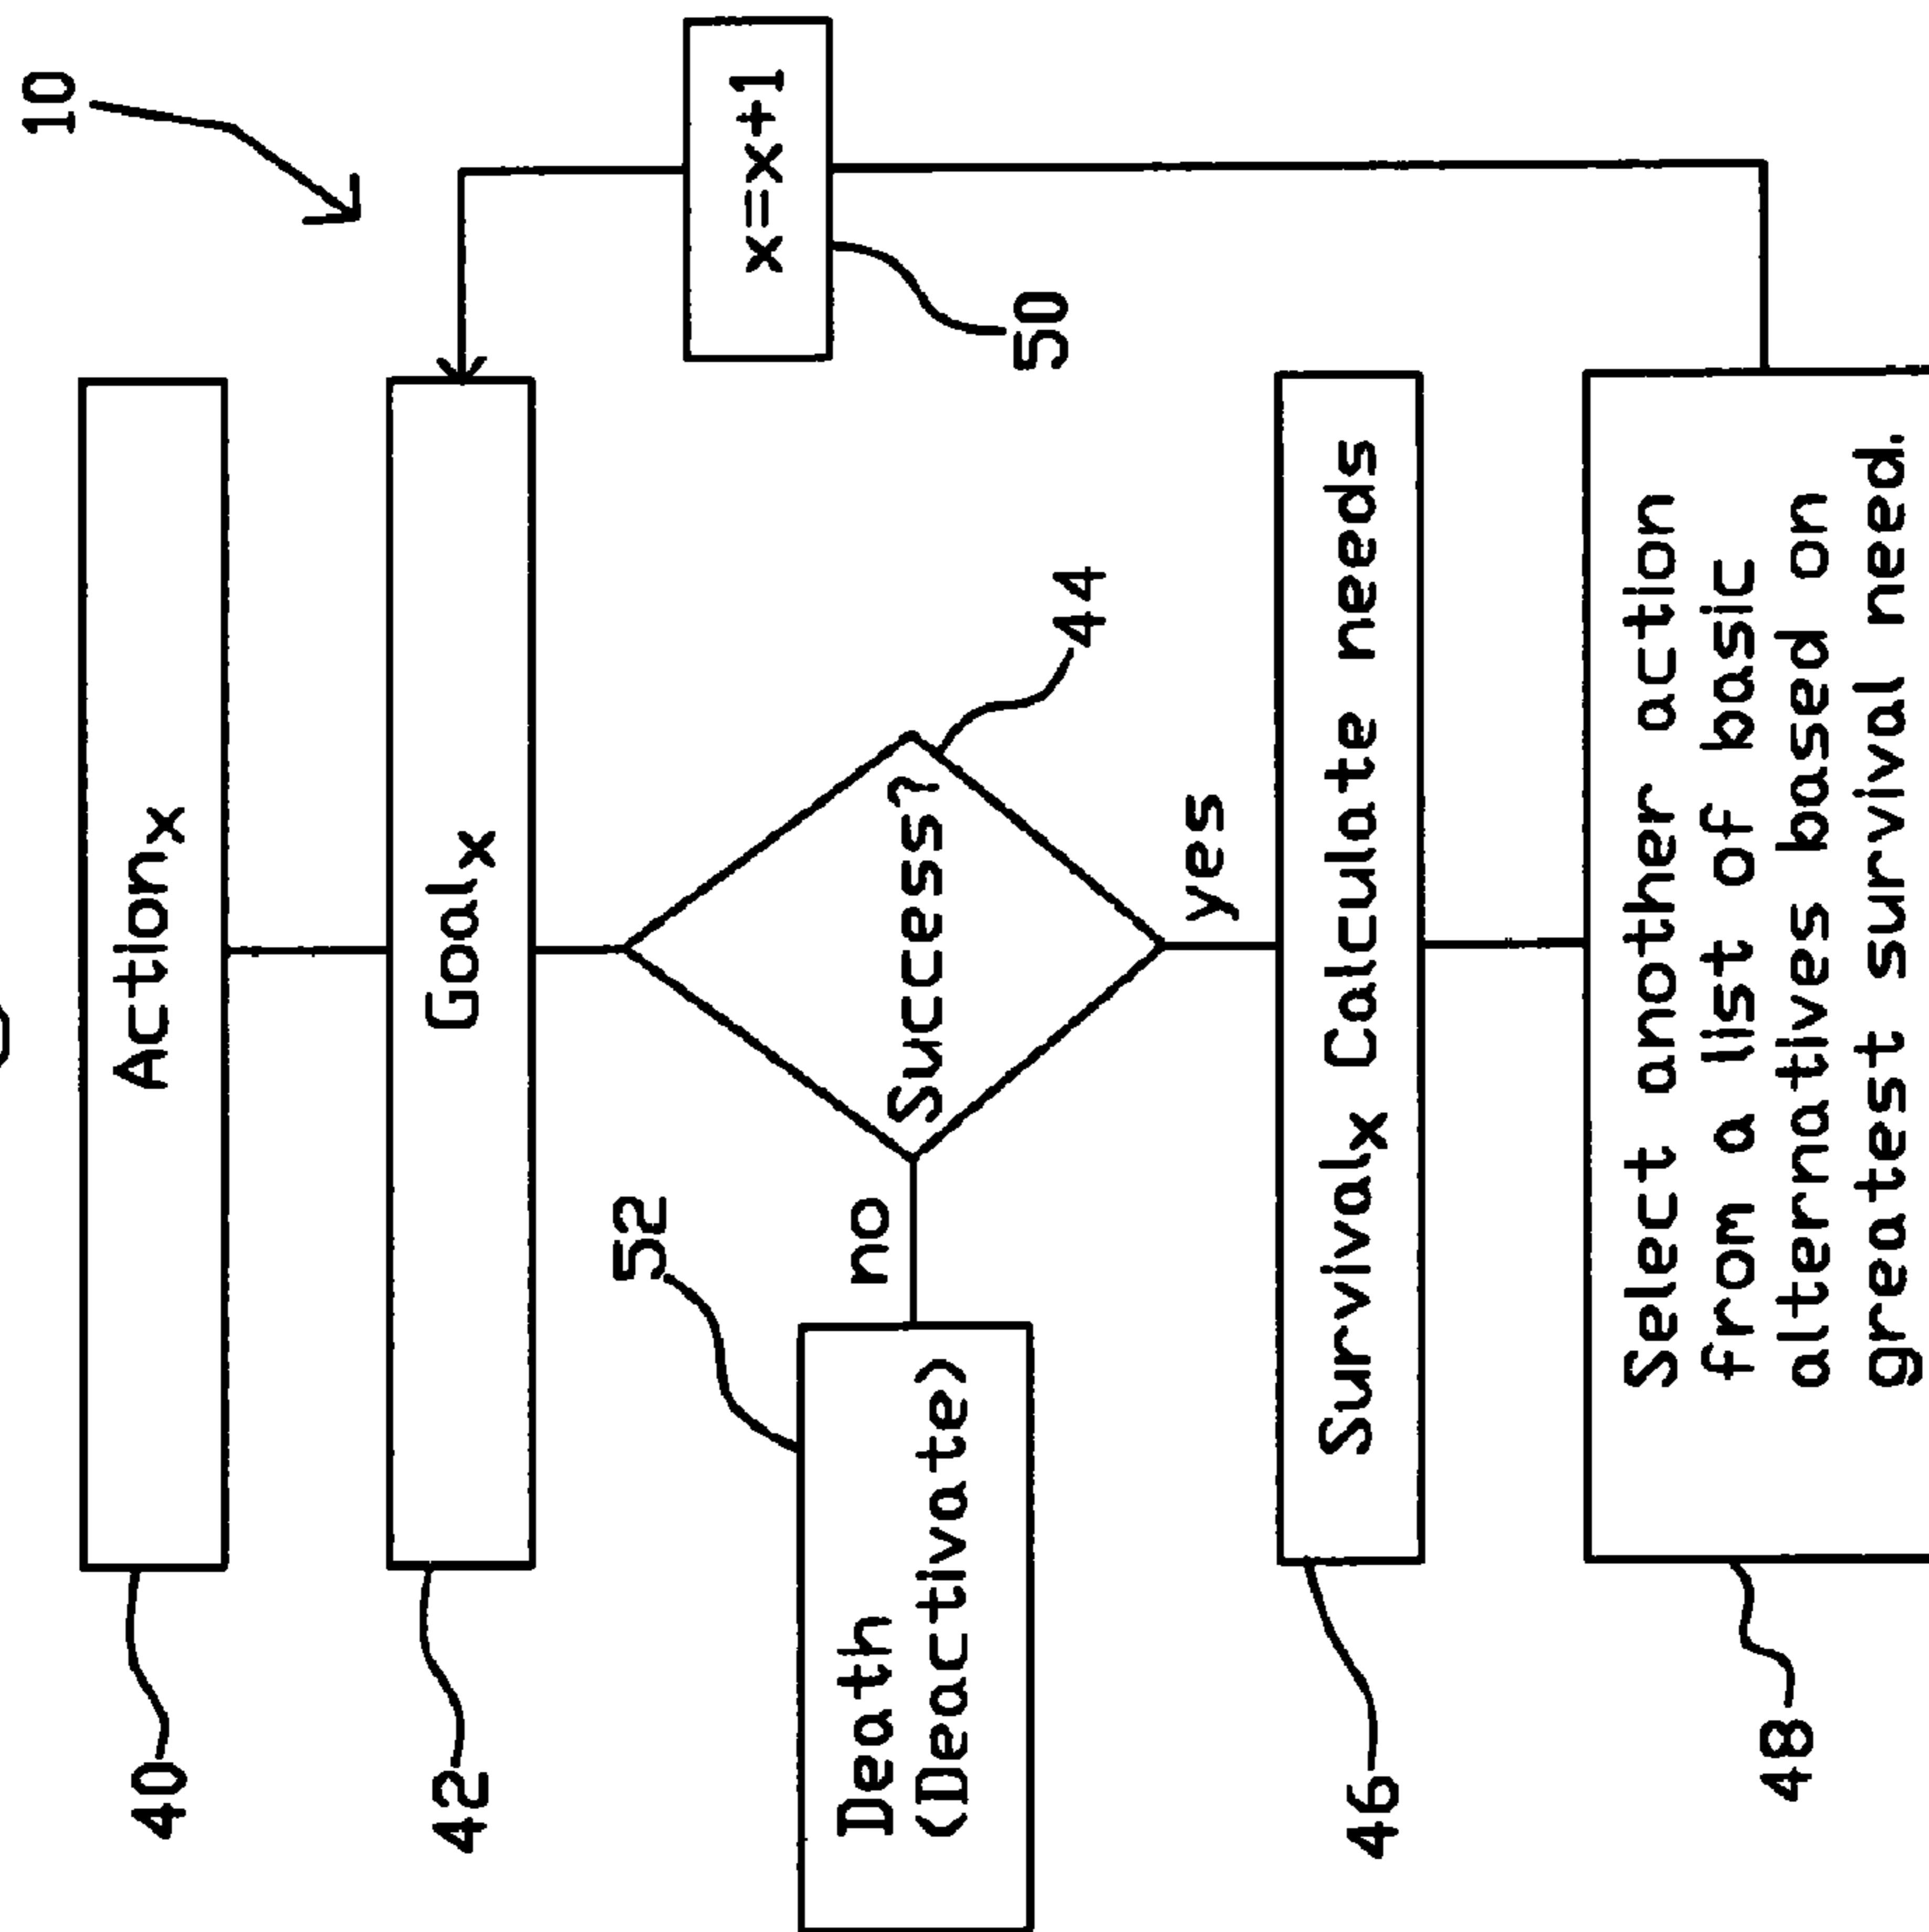 10
40
Actionx
42
Goalx
x=x+1
50
52
Death
(Deactivate)
no
Success?
44
yes
46
Survivalx Calculate needs
48
Select another action
from a list of basic
alternatives based on
greatest survival need.